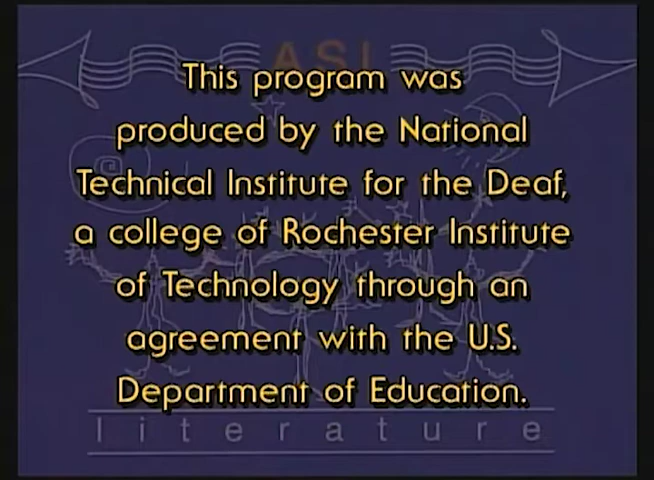 ASL
This program was
produced by the National
Technical Institute for the Deaf,
a college of Rochester Institute
of Technology through an
agreement with the U.S.
Department of Education.
literature